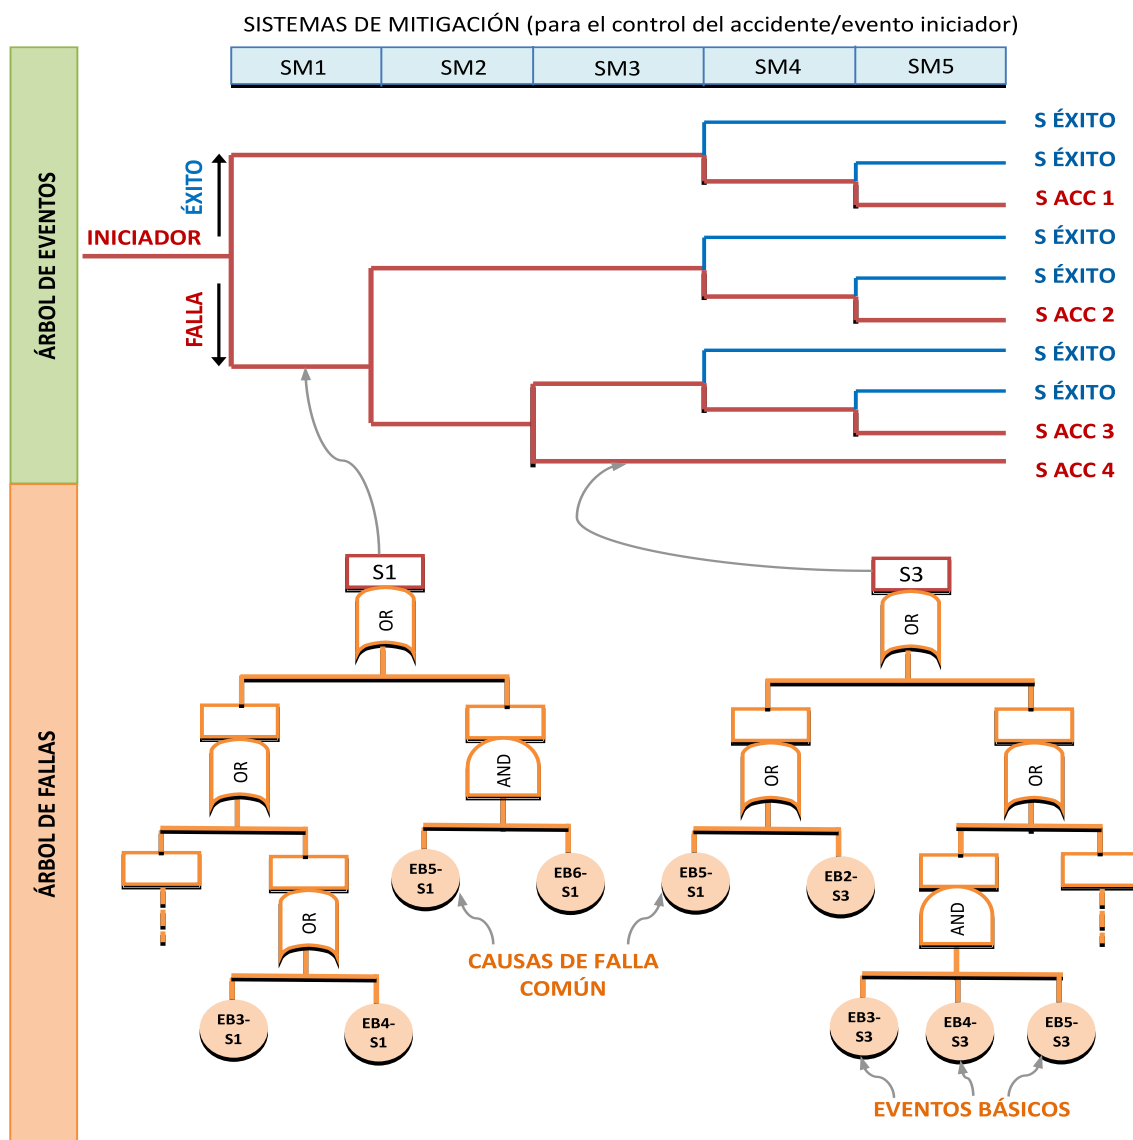 SISTEMAS DE MITIGACIÓN (para el control del accidente/evento iniciador)
SM1 SM2 SM3 SM4 SM5
ÁRBOL DE EVENTOS
INICIADOR
ÉXITO
FALLA
S ÉXITO
S ÉXITO
S ACC 1
S ÉXITO
S ÉXITO
S ACC 2
S ÉXITO
S ÉXITO
S ACC 3
S ACC 4
ÁRBOL DE FALLAS
S1
OR
OR
AND
OR
EB5-
S1
EB6-
S1
EB3-
S1
EB4-
S1
S3
OR
OR
OR
AND
EB5-
S1
EB2-
S3
EB3-
S3
EB4-
S3
EB5-
S3
CAUSAS DE FALLA
COMÚN
EVENTOS BÁSICOS